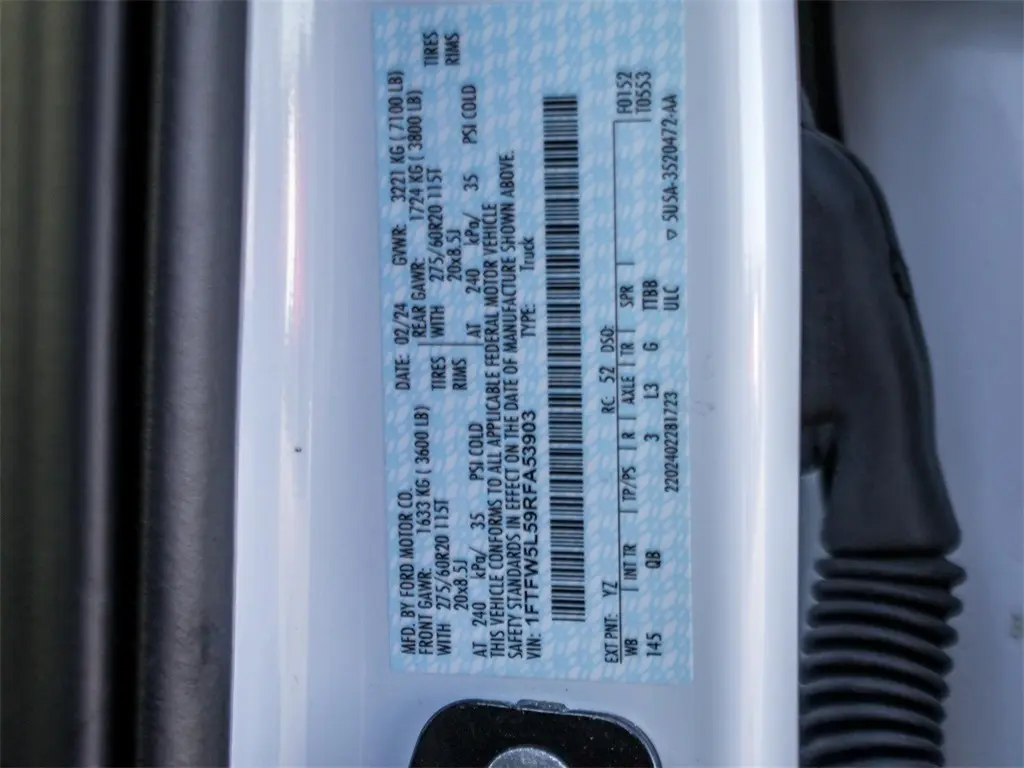 MFD. BY FORD MOTOR CO. DATE: 02/24 GVWR: 3221 KG ( 7100 LB)
FRONT GAWR: 1633 KG ( 3600 LB) REAR GAWR: 1724 KG ( 3800 LB)
WITH 275/60R20 115T TIRES WITH 275/60R20 115T TIRES
20x8.5J RIMS 20x8.5J RIMS
AT 240 kPa/ 35 PSI COLD AT 240 kPa/ 35 PSI COLD
THIS VEHICLE CONFORMS TO ALL APPLICABLE FEDERAL MOTOR VEHICLE
SAFETY STANDARDS IN EFFECT ON THE DATE OF MANUFACTURE SHOWN ABOVE.
VIN: 1FTFW5L59RFA53903 TYPE: Truck
EXT PNT: YZ RC: 52 DSO: F0152
WB INT TR TP/PS R AXLE TR SPR T0553
145 QB 3 L3 G TTBB
2202402281723 ULC ▽ 5U5A-3520472-AA